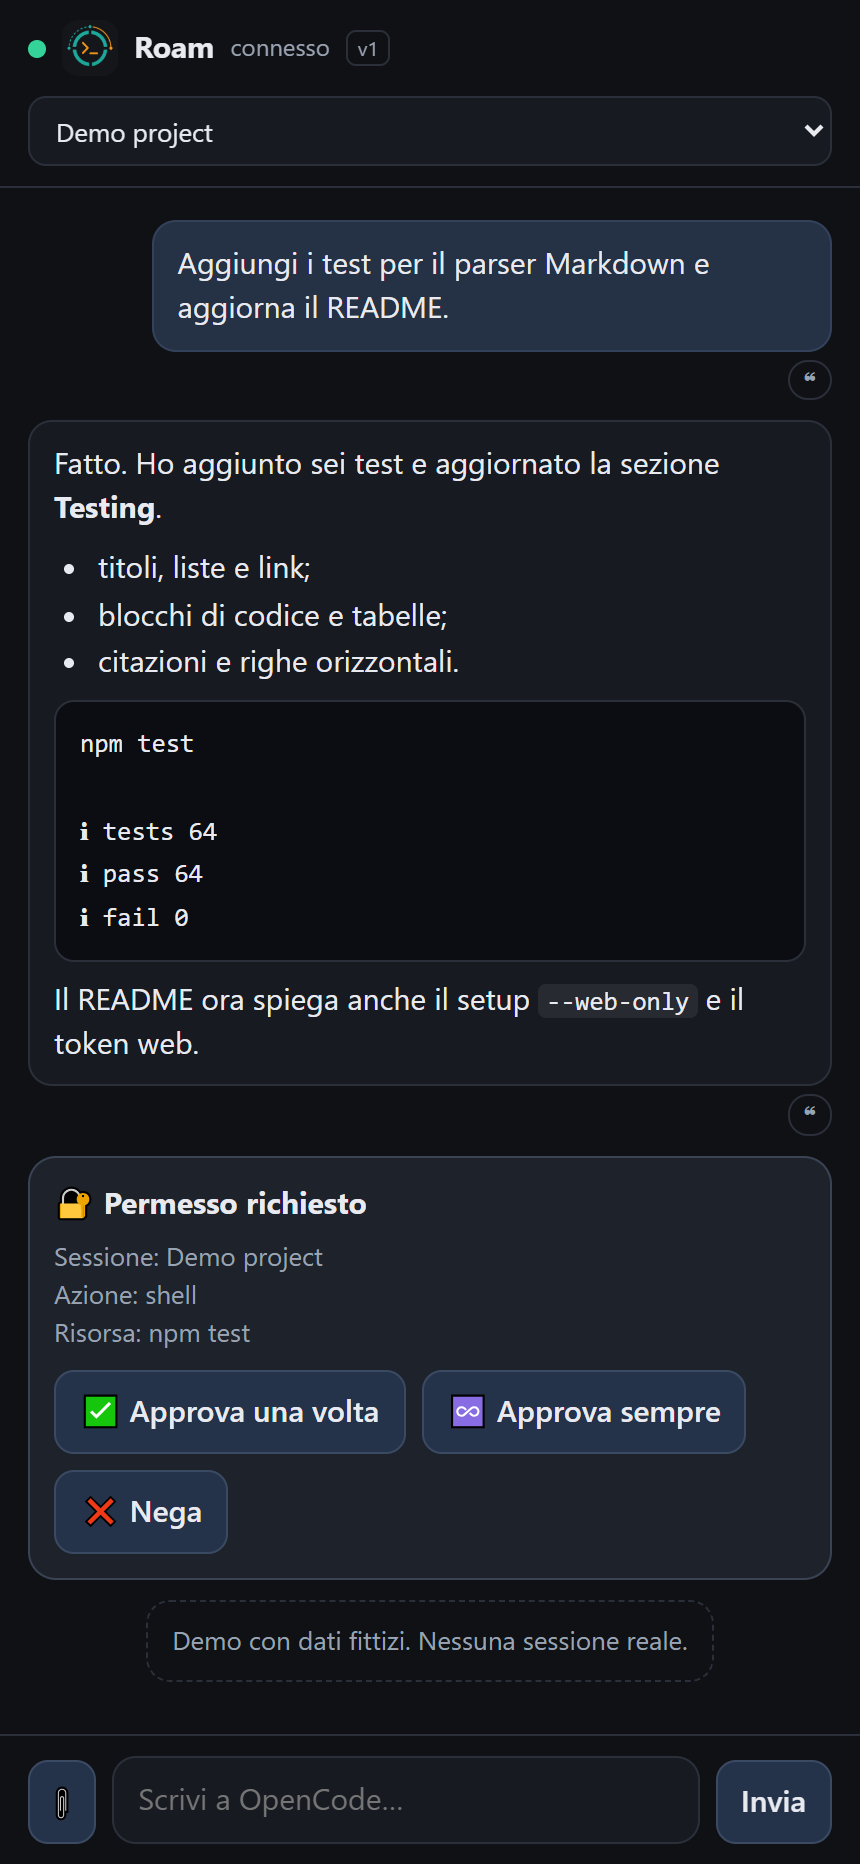 Roam connesso v1
Demo project
Aggiungi i test per il parser Markdown e
aggiorna il README.
❝
Fatto. Ho aggiunto sei test e aggiornato la sezione
Testing.
• titoli, liste e link;
• blocchi di codice e tabelle;
• citazioni e righe orizzontali.
npm test
ℹ tests 64
ℹ pass 64
ℹ fail 0
Il README ora spiega anche il setup --web-only e il
token web.
❝
🔐 Permesso richiesto
Sessione: Demo project
Azione: shell
Risorsa: npm test
✅ Approva una volta ♾️ Approva sempre
❌ Nega
Demo con dati fittizi. Nessuna sessione reale.
Scrivi a OpenCode... Invia